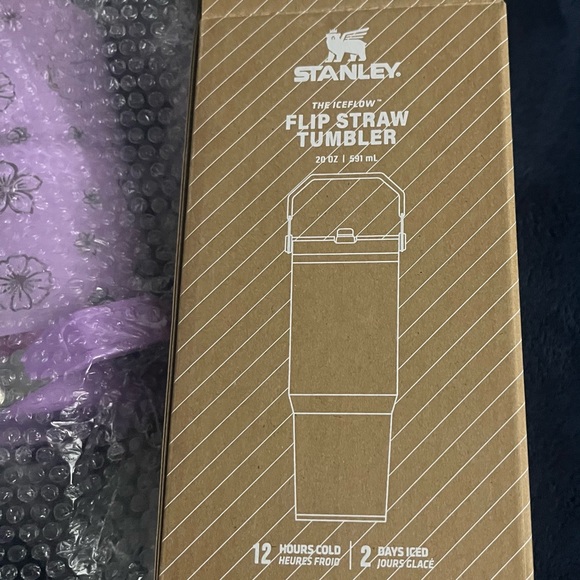 STANLEY.
THE ICEFLOW™
FLIP STRAW
TUMBLER
20 OZ | 591 mL
12 HOURS COLD
HEURES FROID
2 DAYS ICED
JOURS GLACÉ